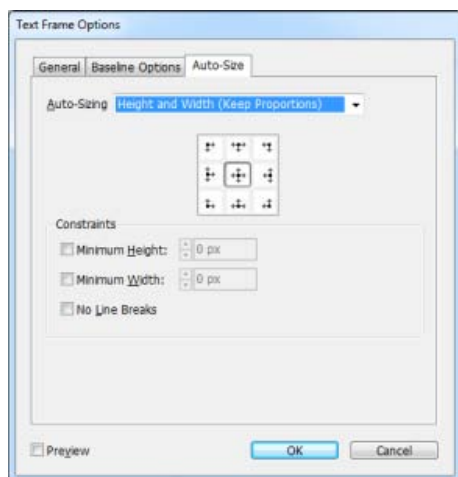 Text Frame Options
General Baseline Options Auto-Size
Auto-Sizing Height and Width (Keep Proportions)
Constraints
Minimum Height: 0 px
Minimum Width: 0 px
No Line Breaks
Preview OK Cancel